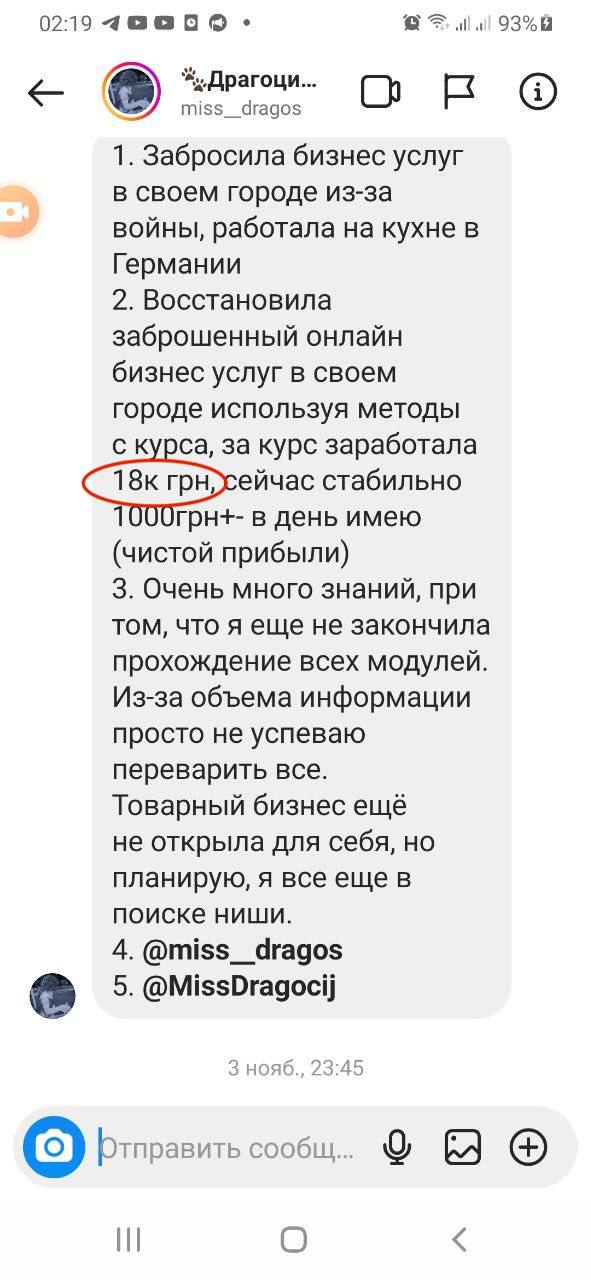 02:19
93%
🐾Драгоци...
miss__dragos
1. Забросила бизнес услуг
в своем городе из-за
войны, работала на кухне в
Германии
2. Восстановила
заброшенный онлайн
бизнес услуг в своем
городе используя методы
с курса, за курс заработала
18к грн, сейчас стабильно
1000грн+- в день имею
(чистой прибыли)
3. Очень много знаний, при
том, что я еще не закончила
прохождение всех модулей.
Из-за объема информации
просто не успеваю
переварить все.
Товарный бизнес ещё
не открыла для себя, но
планирую, я все еще в
поиске ниши.
4. @miss__dragos
5. @MissDragocij
3 нояб., 23:45
Отправить сообщ...